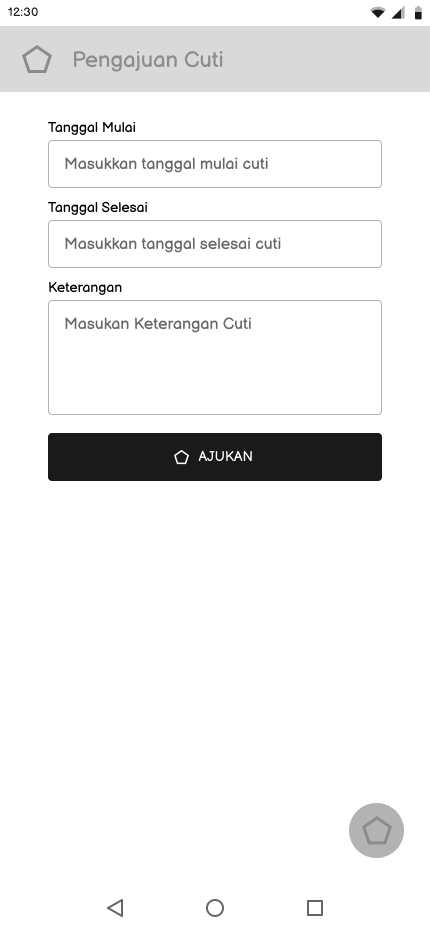 12:30
Pengajuan Cuti
Tanggal Mulai
Masukkan tanggal mulai cuti
Tanggal Selesai
Masukkan tanggal selesai cuti
Keterangan
Masukan Keterangan Cuti
AJUKAN